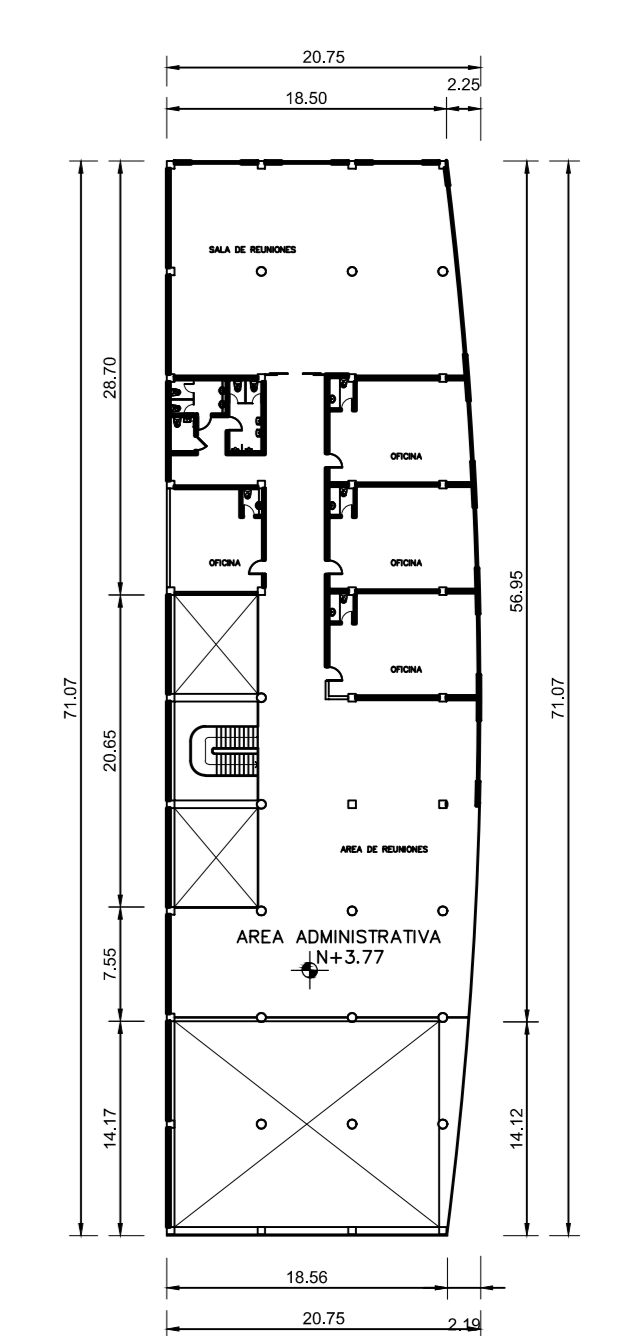 20.75
2.25
18.50
SALA DE REUNIONES
28.70
OFICINA
OFICINA
OFICINA
56.95
OFICINA
71.07
71.07
20.65
AREA DE REUNIONES
AREA ADMINISTRATIVA
N+3.77
7.55
14.17
14.12
18.56
20.75
2.19